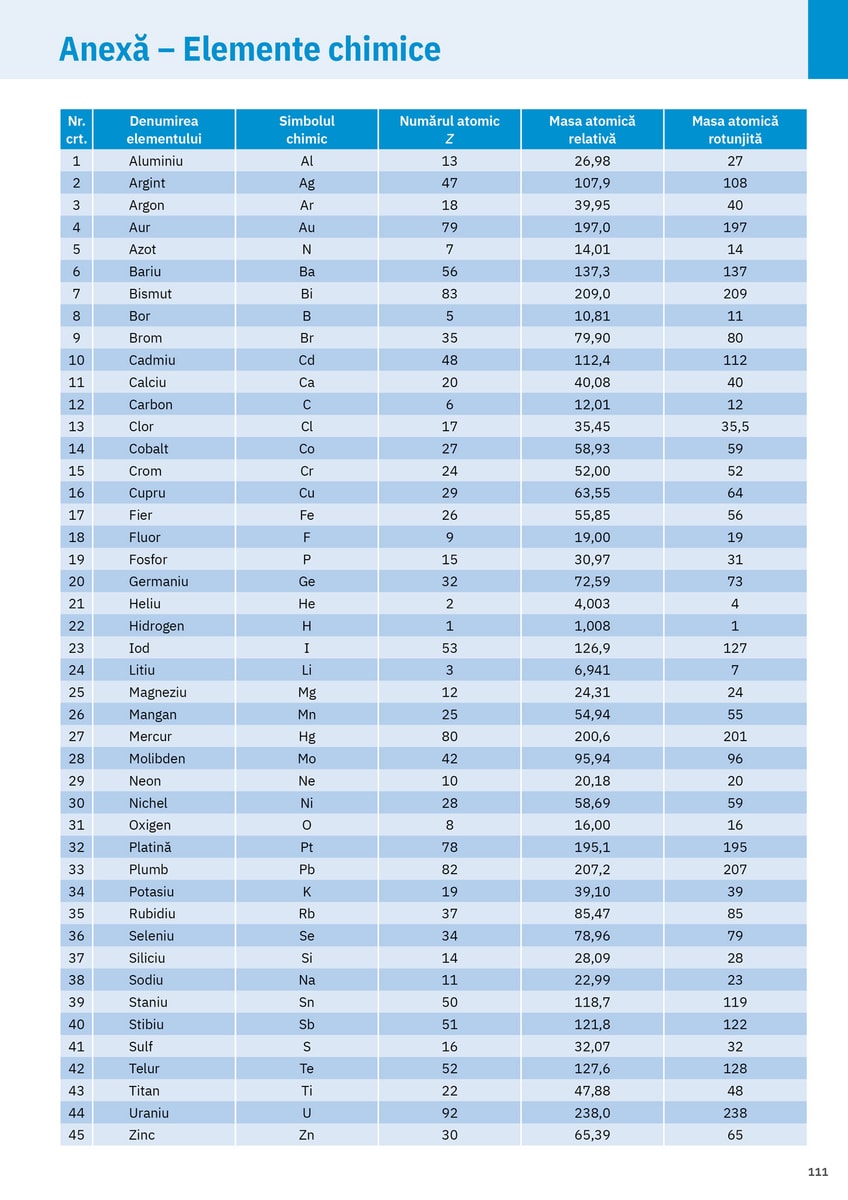 Anexă – Elemente chimice
Nr. crt. Denumirea elementului Simbolul chimic Numărul atomic Z Masa atomică relativă Masa atomică rotunjită
1 Aluminiu Al 13 26,98 27
2 Argint Ag 47 107,9 108
3 Argon Ar 18 39,95 40
4 Aur Au 79 197,0 197
5 Azot N 7 14,01 14
6 Bariu Ba 56 137,3 137
7 Bismut Bi 83 209,0 209
8 Bor B 5 10,81 11
9 Brom Br 35 79,90 80
10 Cadmiu Cd 48 112,4 112
11 Calciu Ca 20 40,08 40
12 Carbon C 6 12,01 12
13 Clor Cl 17 35,45 35,5
14 Cobalt Co 27 58,93 59
15 Crom Cr 24 52,00 52
16 Cupru Cu 29 63,55 64
17 Fier Fe 26 55,85 56
18 Fluor F 9 19,00 19
19 Fosfor P 15 30,97 31
20 Germaniu Ge 32 72,59 73
21 Heliu He 2 4,003 4
22 Hidrogen H 1 1,008 1
23 Iod I 53 126,9 127
24 Litiu Li 3 6,941 7
25 Magneziu Mg 12 24,31 24
26 Mangan Mn 25 54,94 55
27 Mercur Hg 80 200,6 201
28 Molibden Mo 42 95,94 96
29 Neon Ne 10 20,18 20
30 Nichel Ni 28 58,69 59
31 Oxigen O 8 16,00 16
32 Platină Pt 78 195,1 195
33 Plumb Pb 82 207,2 207
34 Potasiu K 19 39,10 39
35 Rubidiu Rb 37 85,47 85
36 Seleniu Se 34 78,96 79
37 Siliciu Si 14 28,09 28
38 Sodiu Na 11 22,99 23
39 Staniu Sn 50 118,7 119
40 Stibiu Sb 51 121,8 122
41 Sulf S 16 32,07 32
42 Telur Te 52 127,6 128
43 Titan Ti 22 47,88 48
44 Uraniu U 92 238,0 238
45 Zinc Zn 30 65,39 65
111